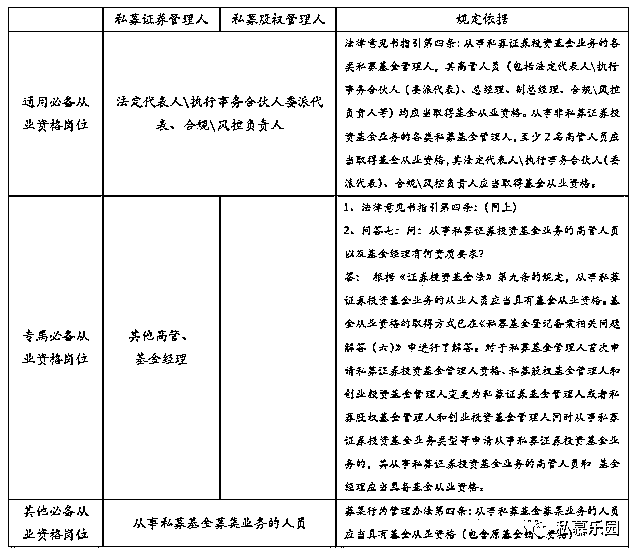 私募证券管理人 私募股权管理人 规定依据
通用必备从
业资格岗位
法定代表人\执行事务合伙人委派代
表、合规\风控负责人
法律意见书指引第四条:从事私募证券投资基金业务的各
类私募基金管理人,其高管人员(包括法定代表人\执行
事务合伙人(委派代表)、总经理、副总经理、合规\风控
负责人等)均应当取得基金从业资格。从事非私募证券投
资基金业务的各类私募基金管理人,至少2名高管人员应
当取得基金从业资格,其法定代表人\执行事务合伙人(委
派代表)、合规\风控负责人应当取得基金从业资格。
专属必备从
业资格岗位
其他高管、
基金经理
1、法律意见书指引第四条:(同上)
2、问答七:问:从事私募证券投资基金业务的高管人员
以及基金经理有何资质要求?
答: 根据《证券投资基金法》第九条的规定,从事私募
证券投资基金业务的从业人员应当具有基金从业资格。基
金从业资格的取得方式已在《私募基金登记备案相关问题
解答(六)》中进行了解答。对于私募基金管理人首次申
请私募证券投资基金管理人资格、私募股权基金管理人和
创业投资基金管理人变更为私募证券基金管理人或者私
募股权基金管理人和创业投资基金管理人同时从事私募
证券投资基金业务类型等申请从事私募证券投资基金业
务的,其从事私募证券投资基金业务的高管人员和 基金
经理应当具备基金从业资格。
其他必备从
业资格岗位
从事私募基金募集业务的人员
募集行为管理办法第四条:从事私募基金募集业务的人员
应当具有基金从业资格(包含原基金销
私慕乐园